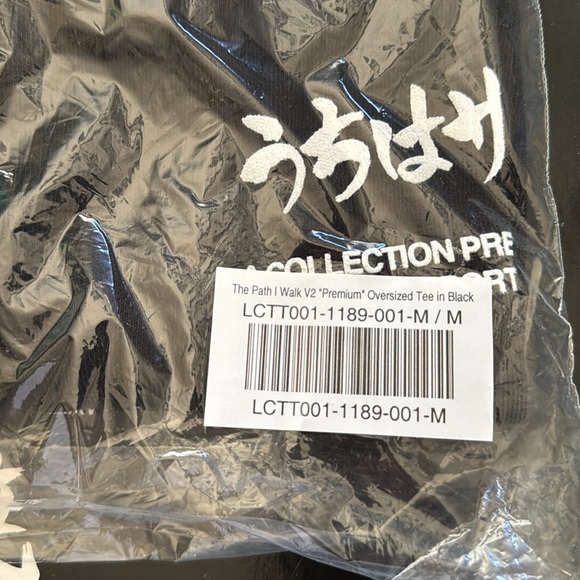 うちはサ
COLLECTION PRE
ORT
The Path I Walk V2 "Premium" Oversized Tee in Black
LCTT001-1189-001-M / M
LCTT001-1189-001-M